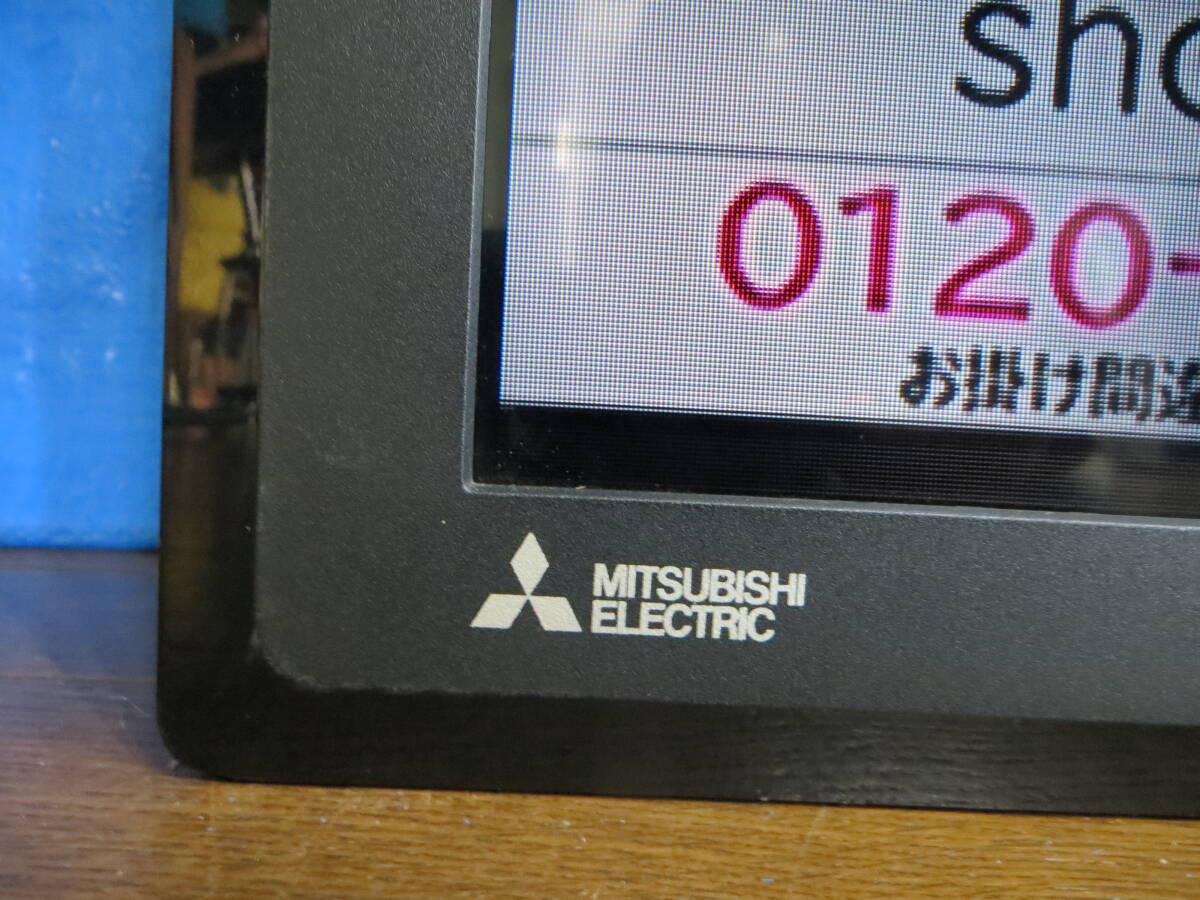 sho
0120-
お掛け間違
MITSUBISHI
ELECTRIC